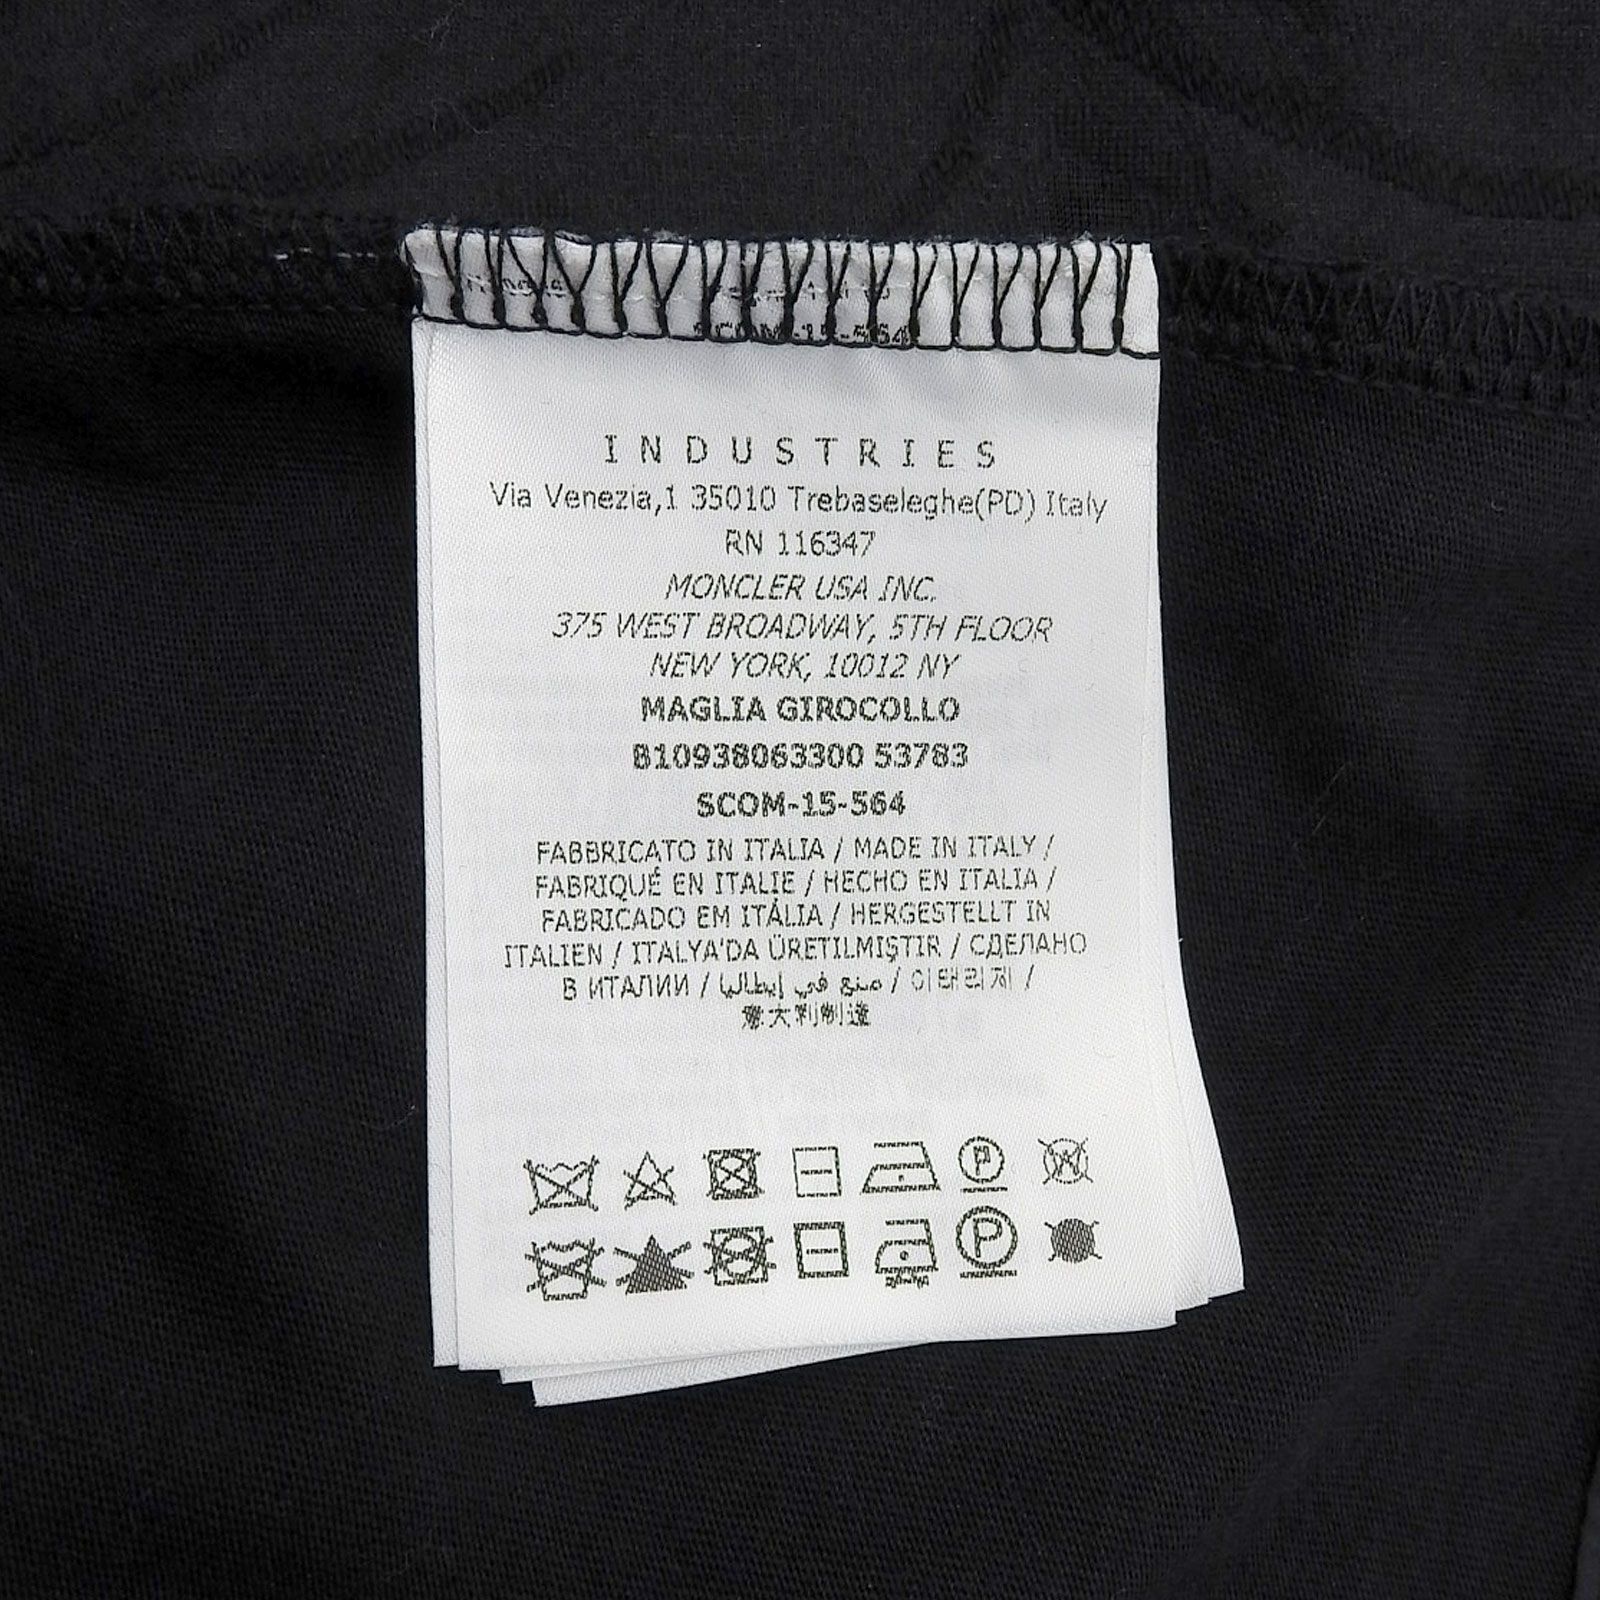 SCOM-15-564
INDUSTRIES
Via Venezia,1 35010 Trebaseleghe(PD) Italy
RN 116347
MONCLER USA INC.
375 WEST BROADWAY, 5TH FLOOR
NEW YORK, 10012 NY
MAGLIA GIROCOLLO
B10938063300 53783
SCOM-15-564
FABBRICATO IN ITALIA / MADE IN ITALY /
FABRIQUÉ EN ITALIE / HECHO EN ITALIA /
FABRICADO EM ITÁLIA / HERGESTELLT IN
ITALIEN / ITALYA'DA ÜRETILMIŞTIR / СДЕЛАНО
В ИТАЛИИ / صنع في إيطاليا / 이태리제 /
意大利制造
P W
P